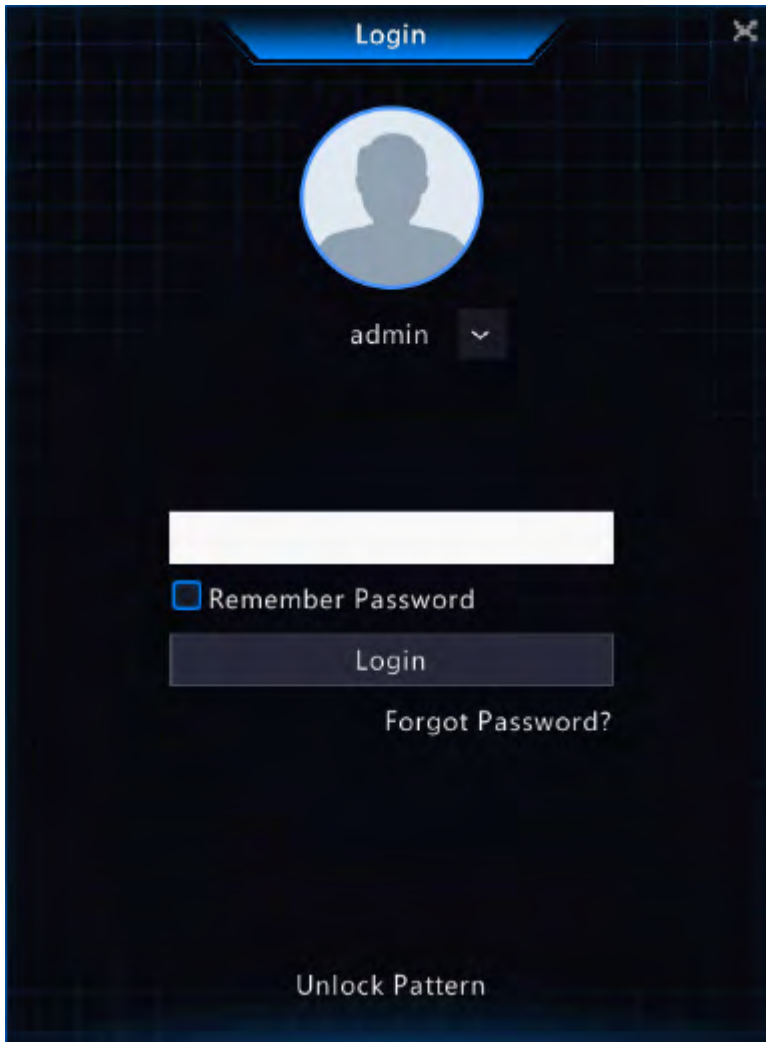 Login
admin
Remember Password
Login
Forgot Password?
Unlock Pattern